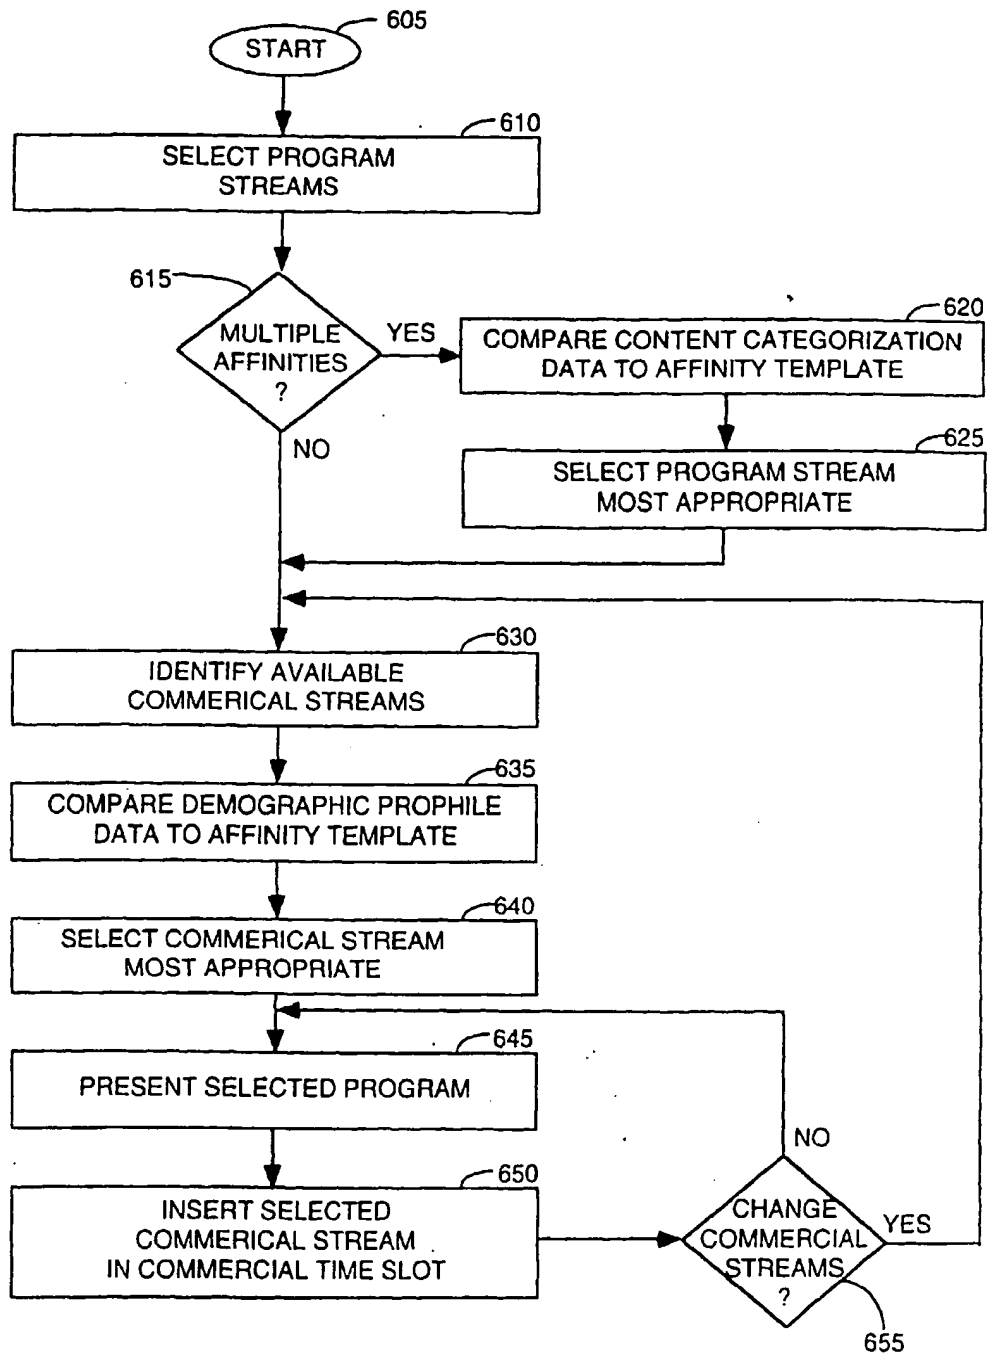 605
START
610
SELECT PROGRAM
STREAMS
615
MULTIPLE
AFFINITIES
?
YES
NO
620
COMPARE CONTENT CATEGORIZATION
DATA TO AFFINITY TEMPLATE
625
SELECT PROGRAM STREAM
MOST APPROPRIATE
630
IDENTIFY AVAILABLE
COMMERICAL STREAMS
635
COMPARE DEMOGRAPHIC PROPHILE
DATA TO AFFINITY TEMPLATE
640
SELECT COMMERICAL STREAM
MOST APPROPRIATE
645
PRESENT SELECTED PROGRAM
650
INSERT SELECTED
COMMERICAL STREAM
IN COMMERCIAL TIME SLOT
NO
CHANGE
COMMERCIAL
STREAMS
?
YES
655